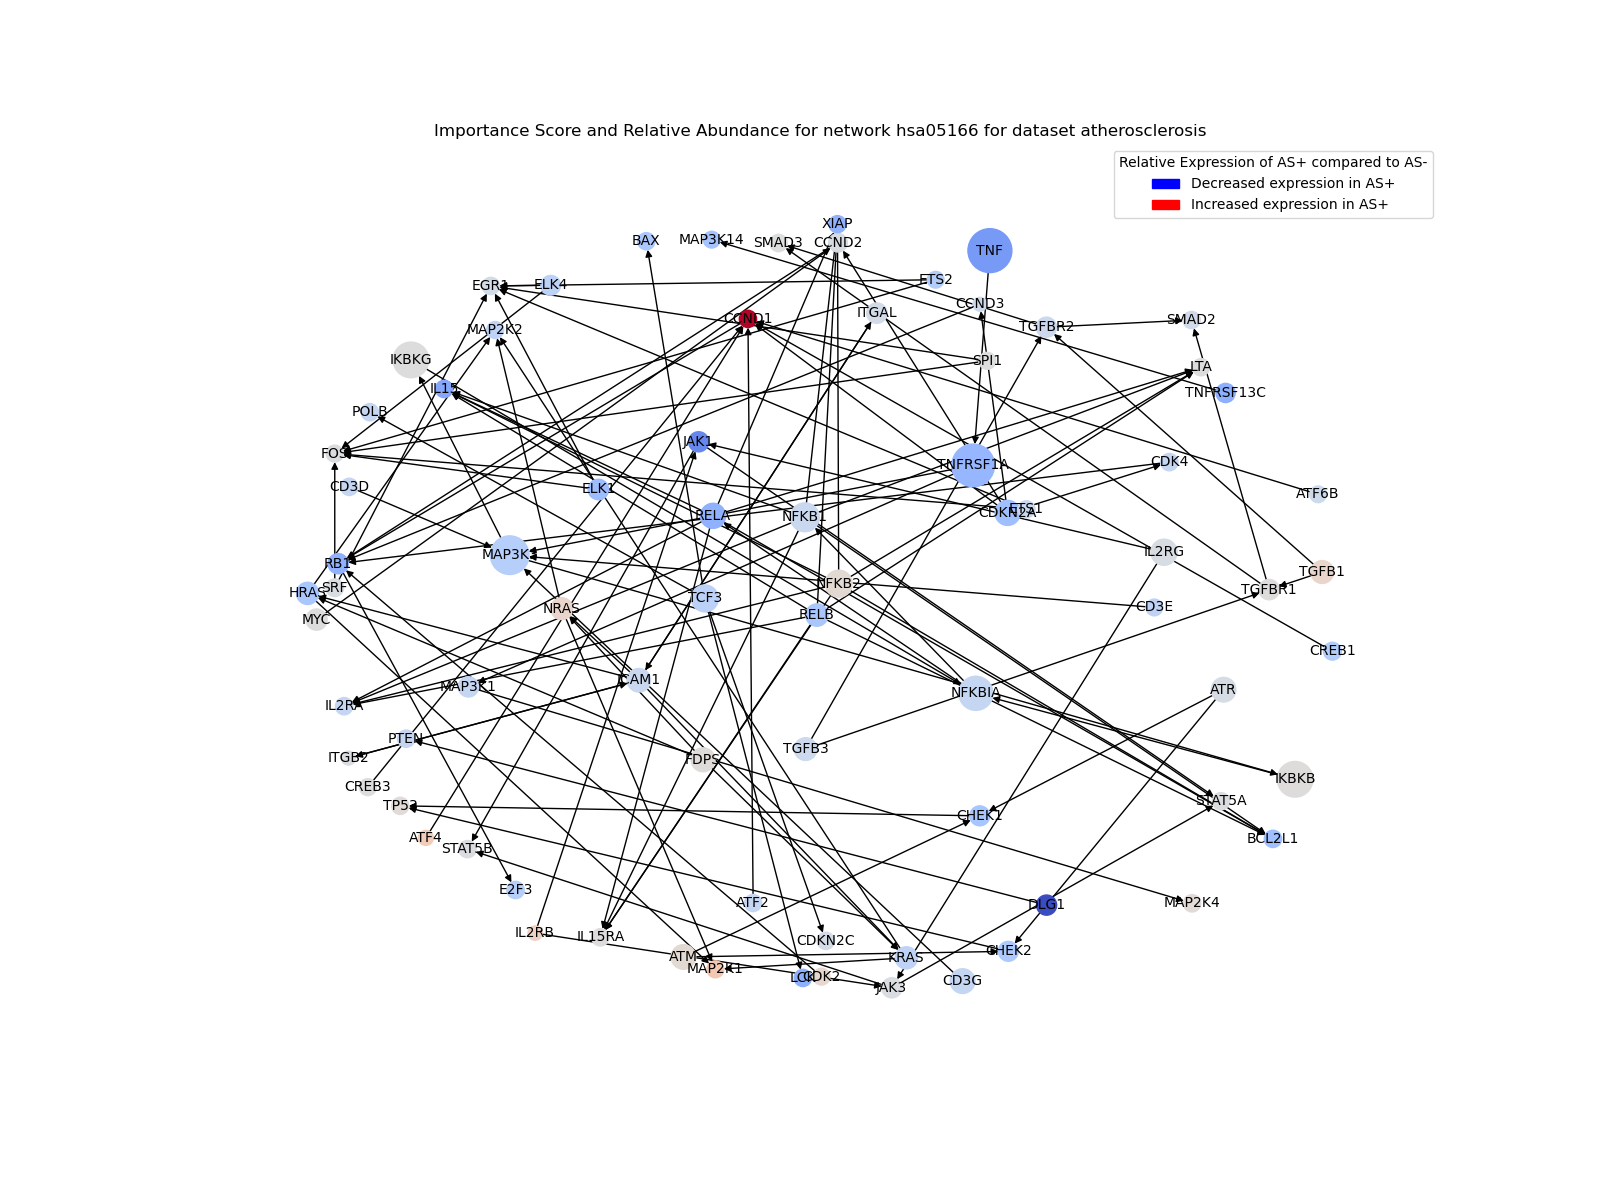 Importance Score and Relative Abundance for network hsa05166 for dataset atherosclerosis
Relative Expression of AS+ compared to AS-
Decreased expression in AS+
Increased expression in AS+
XIAP
BAX
MAP3K14
SMAD3
CCND2
TNF
ETS2
EGR1
ELK4
CCND3
CCND1
ITGAL
TGFBR2
SMAD2
MAP2K2
IKBKG
SPI1
LTA
IL15
TNFRSF13C
POLB
JAK1
FOS
TNFRSF1A
CDK4
CD3D
ELK1
ATF6B
RELA
NFKB1
CDKN2A
ETS1
MAP3K
IL2RG
RB1
SRF
NFKB2
TGFB1
HRAS
TCF3
TGFBR1
MYC
NRAS
RELB
CD3E
CREB1
MAP3K1
ICAM1
NFKBIA
ATR
IL2RA
PTEN
TGFB3
ITGB2
FDPS
CREB3
IKBKB
TP53
STAT5A
CHEK1
ATF4
STAT5B
BCL2L1
E2F3
ATF2
DLG1
MAP2K4
IL2RB
IL15RA
CDKN2C
ATM
KRAS
CHEK2
MAP2K1
LCK
CDK2
JAK3
CD3G